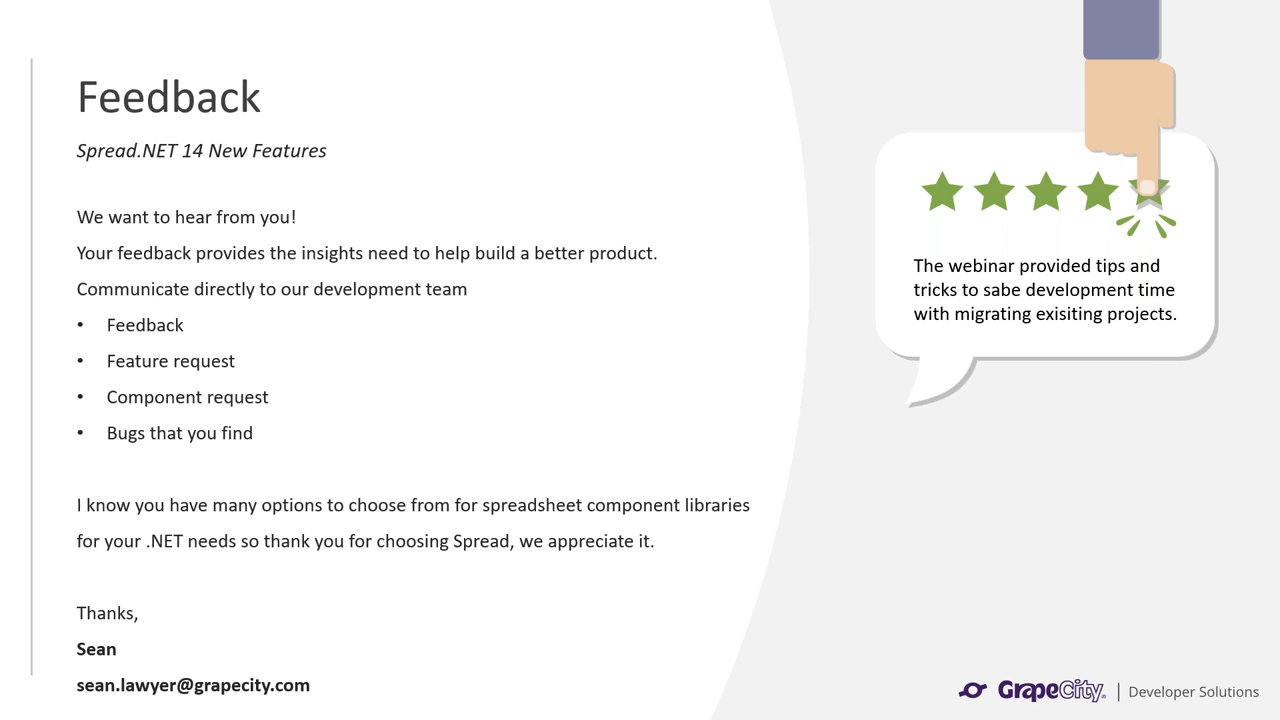 Feedback
Spread.NET 14 New Features
We want to hear from you!
Your feedback provides the insights need to help build a better product.
Communicate directly to our development team
• Feedback
• Feature request
• Component request
• Bugs that you find
I know you have many options to choose from for spreadsheet component libraries
for your .NET needs so thank you for choosing Spread, we appreciate it.
Thanks,
Sean
sean.lawyer@grapecity.com
The webinar provided tips and
tricks to sabe development time
with migrating exisiting projects.
GrapeCity® | Developer Solutions